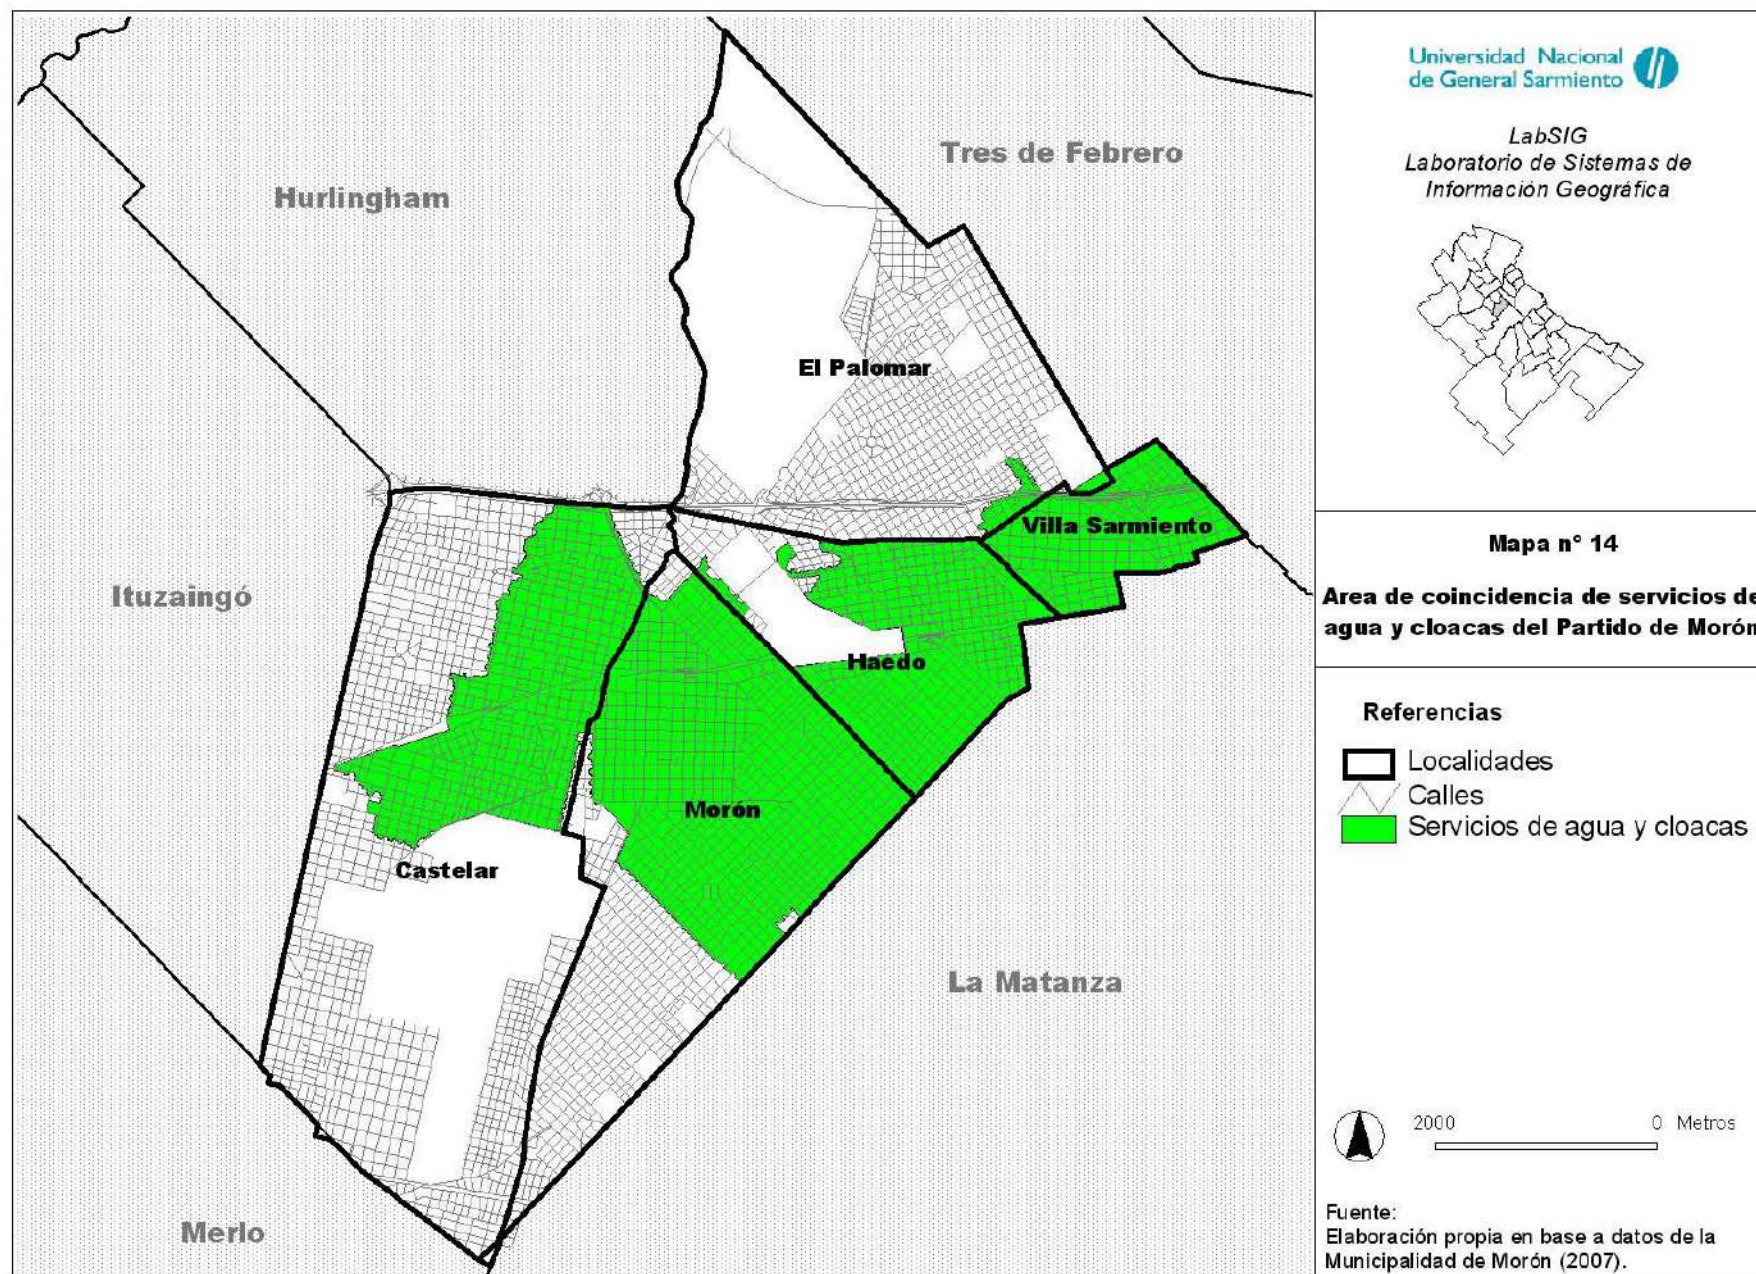 Hurlingham
Tres de Febrero
El Palomar
Villa Sarmiento
Ituzaingó
Haedo
Morón
Castelar
La Matanza
Merlo
Universidad Nacional
de General Sarmiento
LabSIG
Laboratorio de Sistemas de
Información Geográfica
Mapa n° 14
Area de coincidencia de servicios de
agua y cloacas del Partido de Morón
Referencias
Localidades
Calles
Servicios de agua y cloacas
2000 0 Metros
Fuente:
Elaboración propia en base a datos de la
Municipalidad de Morón (2007).